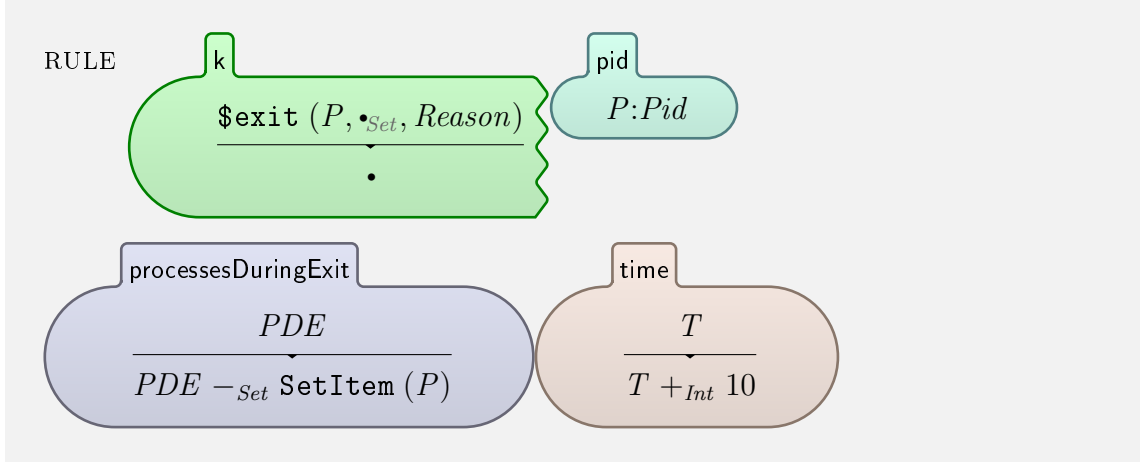 RULE
k
pid
$exit (P, •Set, Reason)
P:Pid
•
processesDuringExit
time
PDE
T
PDE −Set SetItem (P)
T +Int 10